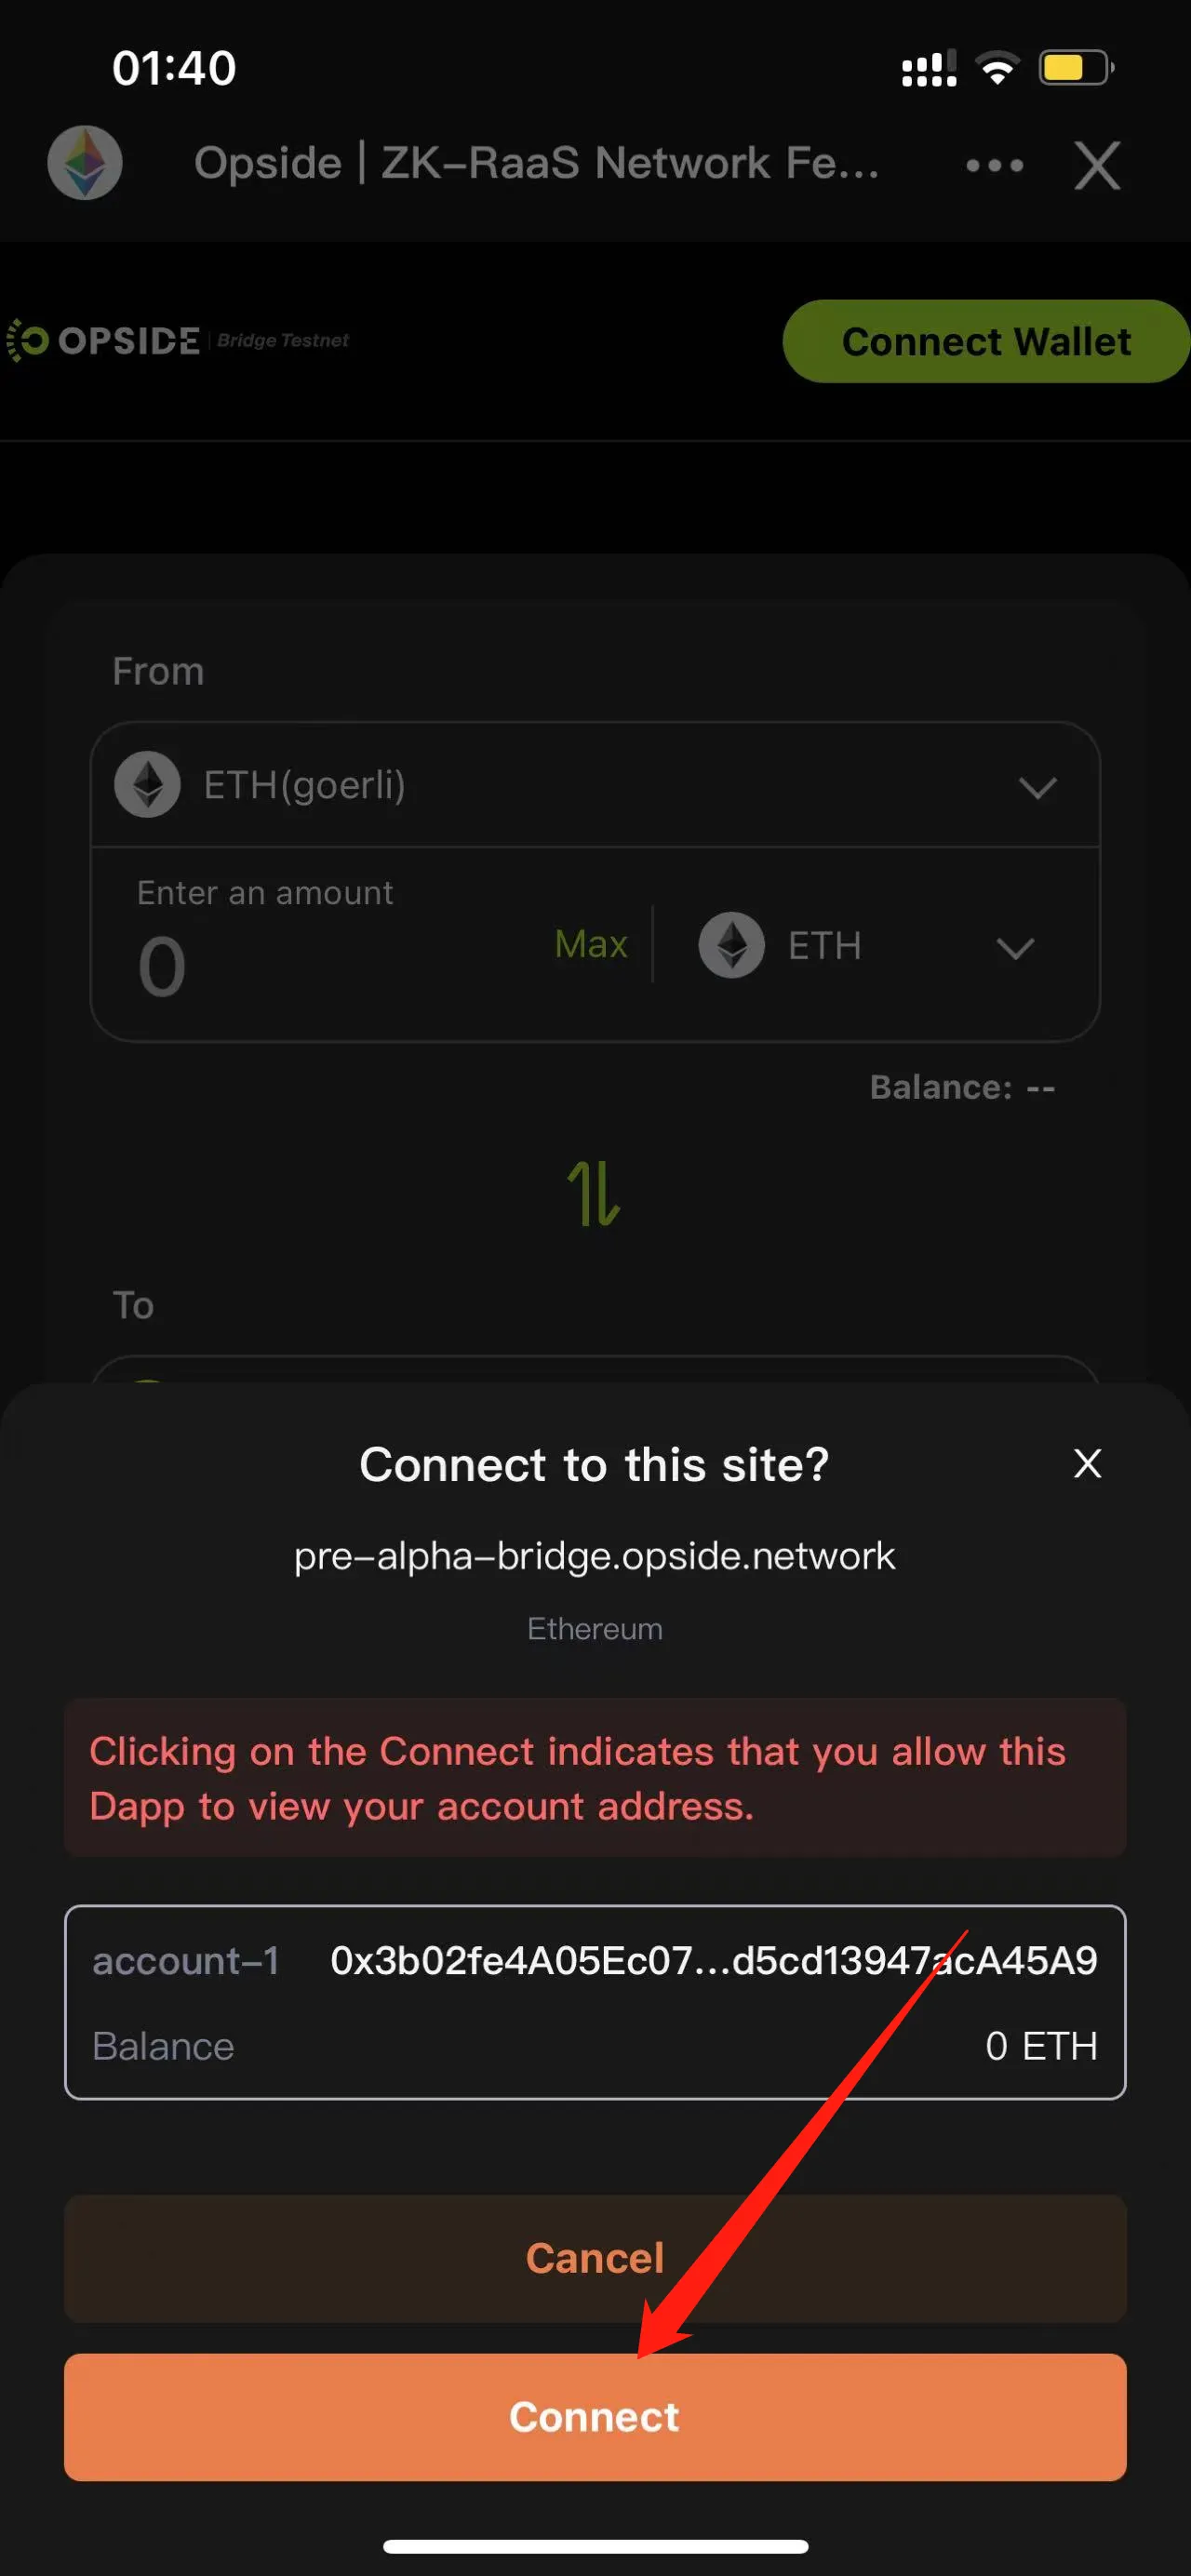 01:40
Opside | ZK-RaaS Network Fe...
OPSIDE | Bridge Testnet
Connect Wallet
From
ETH(goerli)
Enter an amount
0
Max
ETH
Balance: --
To
Connect to this site?
X
pre-alpha-bridge.opside.network
Ethereum
Clicking on the Connect indicates that you allow this
Dapp to view your account address.
account-1 0x3b02fe4A05Ec07...d5cd13947acA45A9
Balance 0 ETH
Cancel
Connect